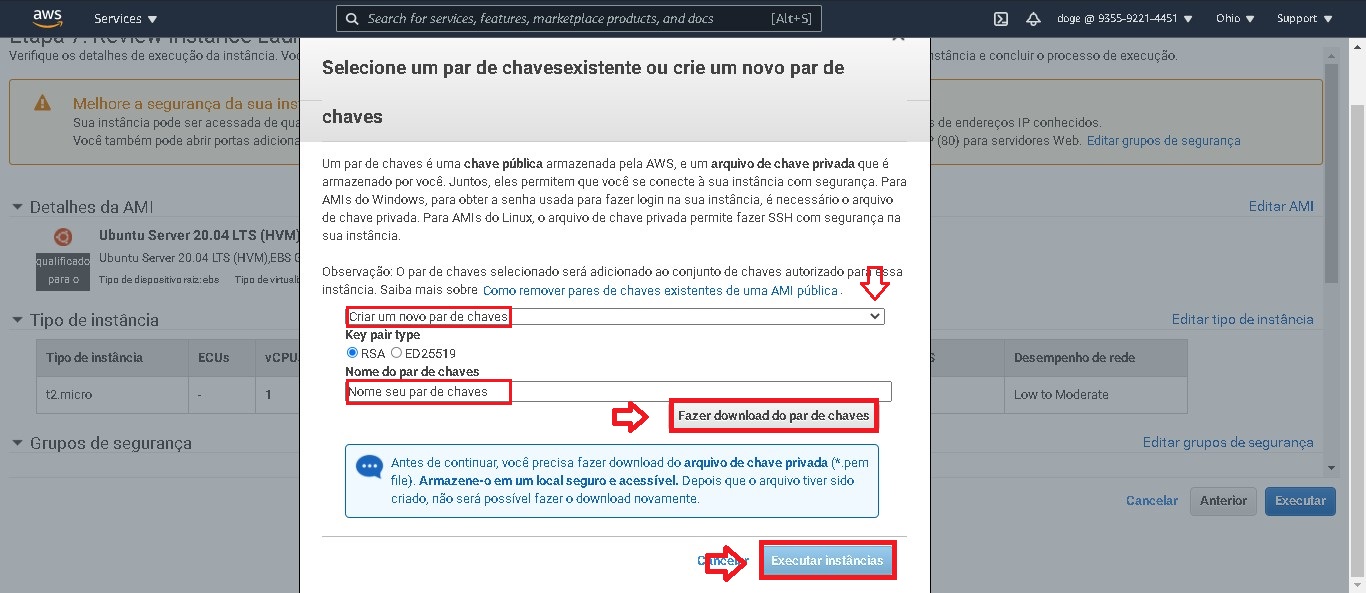 aws Services Search for services, features, marketplace products, and docs [Alt+S] doge @ 9355-9221-4451 Ohio Support
Etapa 7: Review Instance
Verifique os detalhes de execução da instância. Você
stância e concluir o processo de execução.
Melhore a segurança da sua ins
Sua instância pode ser acessada de qua
s de endereços IP conhecidos.
Você também pode abrir portas adiciona
(80) para servidores Web. Editar grupos de segurança
Detalhes da AMI
Editar AMI
Ubuntu Server 20.04 LTS (HVM)
qualificado
para o
Ubuntu Server 20.04 LTS (HVM),EBS G
Tipo de dispositivo raiz: ebs Tipo de virtuali
Tipo de instância
Editar tipo de instância
Tipo de instância ECUs vCPU S Desempenho de rede
t2.micro - 1 Low to Moderate
Grupos de segurança
Editar grupos de segurança
Cancelar Anterior Executar
Selecione um par de chavesexistente ou crie um novo par de
chaves
Um par de chaves é uma chave pública armazenada pela AWS, e um arquivo de chave privada que é
armazenado por você. Juntos, eles permitem que você se conecte à sua instância com segurança. Para
AMIs do Windows, para obter a senha usada para fazer login na sua instância, é necessário o arquivo
de chave privada. Para AMIs do Linux, o arquivo de chave privada permite fazer SSH com segurança na
sua instância.
Observação: O par de chaves selecionado será adicionado ao conjunto de chaves autorizado para essa
instância. Saiba mais sobre Como remover pares de chaves existentes de uma AMI pública .
Criar um novo par de chaves
Key pair type
RSA ED25519
Nome do par de chaves
Nome seu par de chaves
Fazer download do par de chaves
Antes de continuar, você precisa fazer download do arquivo de chave privada (*.pem
file). Armazene-o em um local seguro e acessível. Depois que o arquivo tiver sido
criado, não será possível fazer o download novamente.
Cancelar Executar instâncias